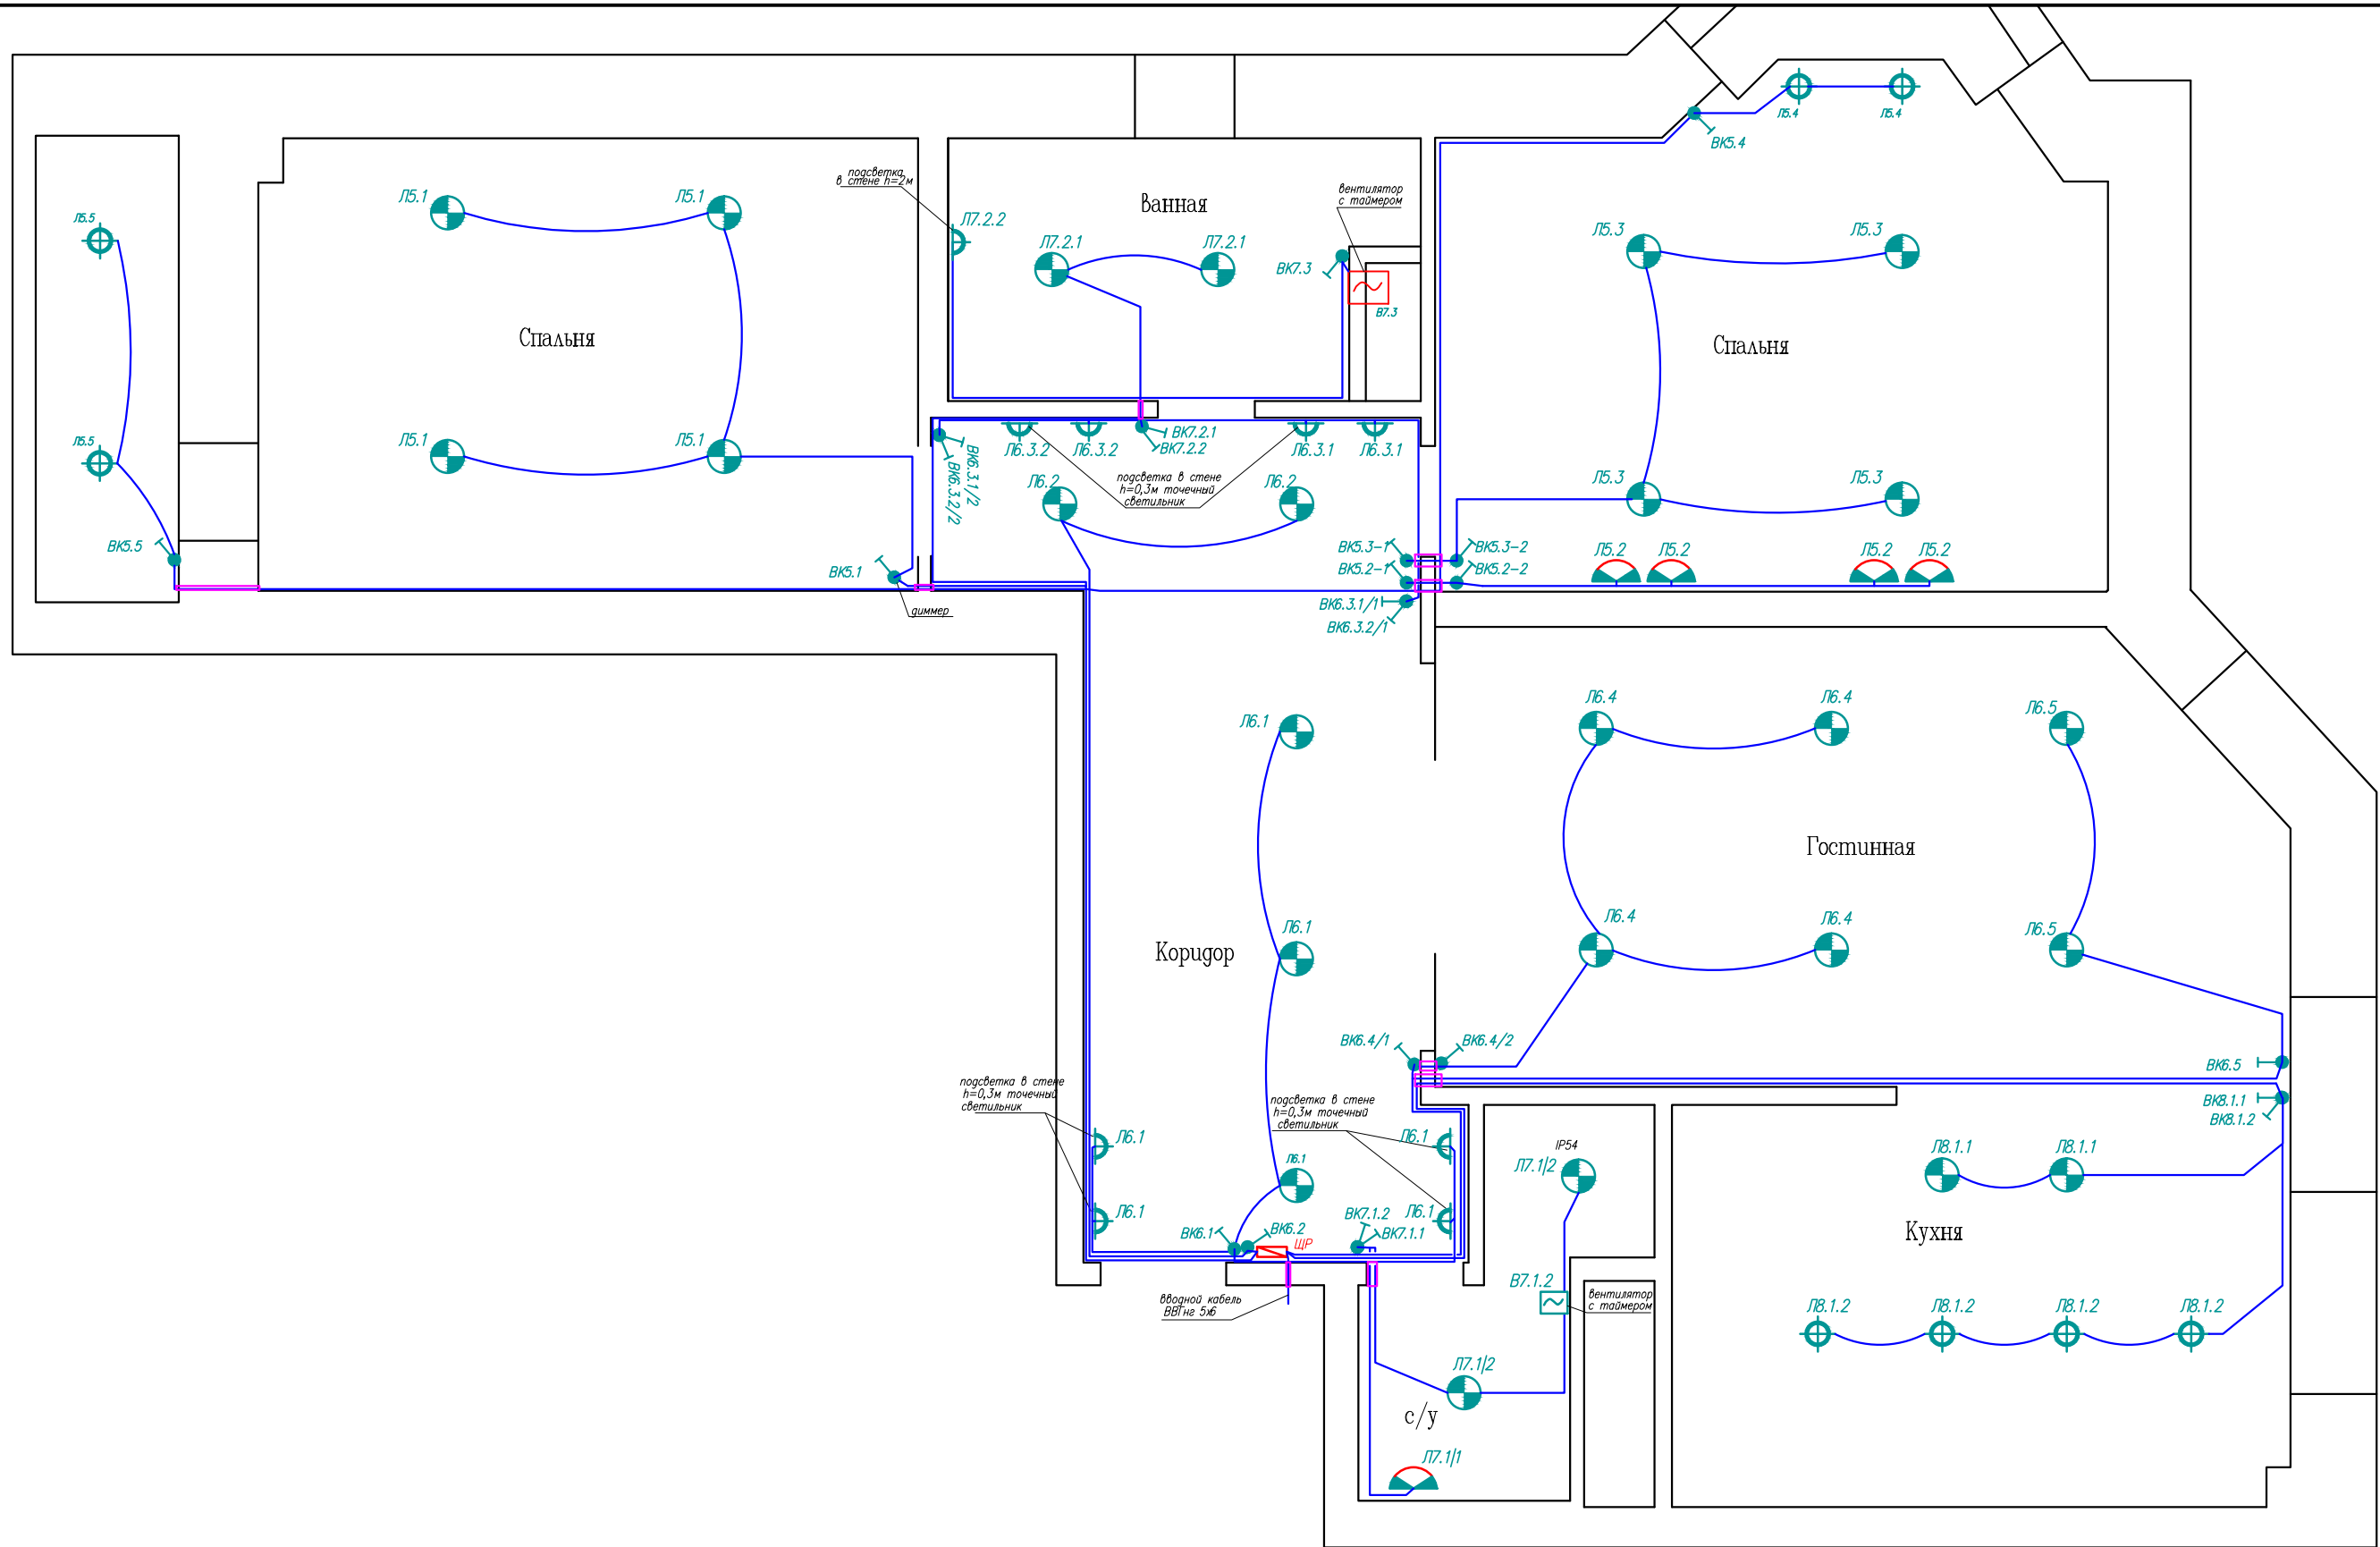 Л5.4
Л5.4
ВК5.4
подсветка
в стене h=2м
Л5.1
Л5.1
Л5.5
Л7.2.2
Ванная
вентилятор
с таймером
Л7.2.1
Л7.2.1
ВК7.3
В7.3
Л5.3
Л5.3
Спальня
Спальня
Л5.5
Л5.1
Л5.1
ВК7.2.1
ВК7.2.2
Л6.3.2
Л6.3.2
Л6.3.1
Л6.3.1
ВК6.3.1/2
ВК6.3.2/2
подсветка в стене
h=0,3м точечный
светильник
Л6.2
Л6.2
Л5.3
Л5.3
ВК5.5
ВК5.1
диммер
ВК5.3-1
ВК5.3-2
ВК5.2-1
ВК5.2-2
Л5.2
Л5.2
Л5.2
Л5.2
ВК6.3.1/1
ВК6.3.2/1
Л6.1
Л6.4
Л6.4
Л6.5
Гостинная
Л6.1
Коридор
Л6.4
Л6.4
Л6.5
ВК6.4/1
ВК6.4/2
ВК6.5
ВК8.1.1
ВК8.1.2
подсветка в стене
h=0,3м точечный
светильник
подсветка в стене
h=0,3м точечный
светильник
Л6.1
Л6.1
Л6.1
IP54
Л7.1/2
Л8.1.1
Л8.1.1
Л6.1
Л6.1
ВК6.1
ВК6.2
ЩР
ВК7.1.2
ВК7.1.1
Кухня
В7.1.2
вентилятор
с таймером
вводной кабель
ВВГнг 5х6
Л8.1.2
Л8.1.2
Л8.1.2
Л8.1.2
Л7.1/2
с/у
Л7.1/1